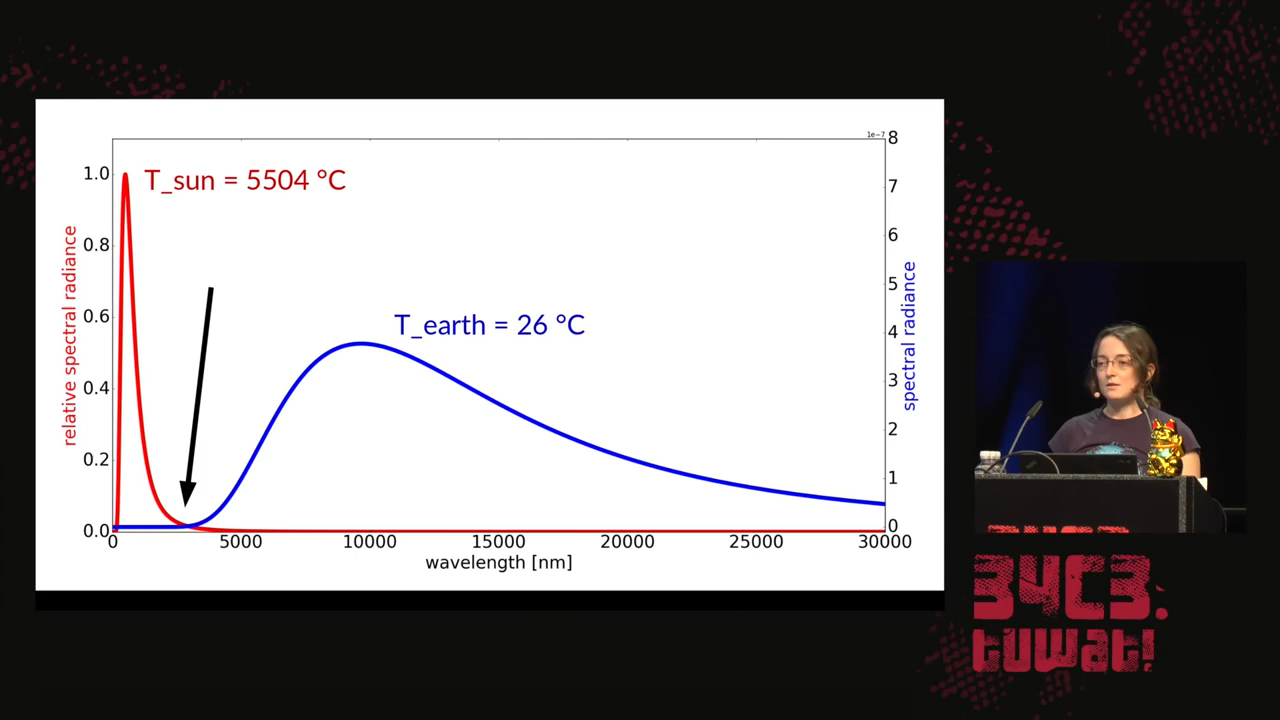 1e-7
T_sun = 5504 °C
T_earth = 26 °C
relative spectral radiance
1.0
0.8
0.6
0.4
0.2
0.0
8
7
6
5
4
3
2
1
0
spectral radiance
0
5000
10000
15000
20000
25000
30000
wavelength [nm]
34C3
34C3.
tuwat!